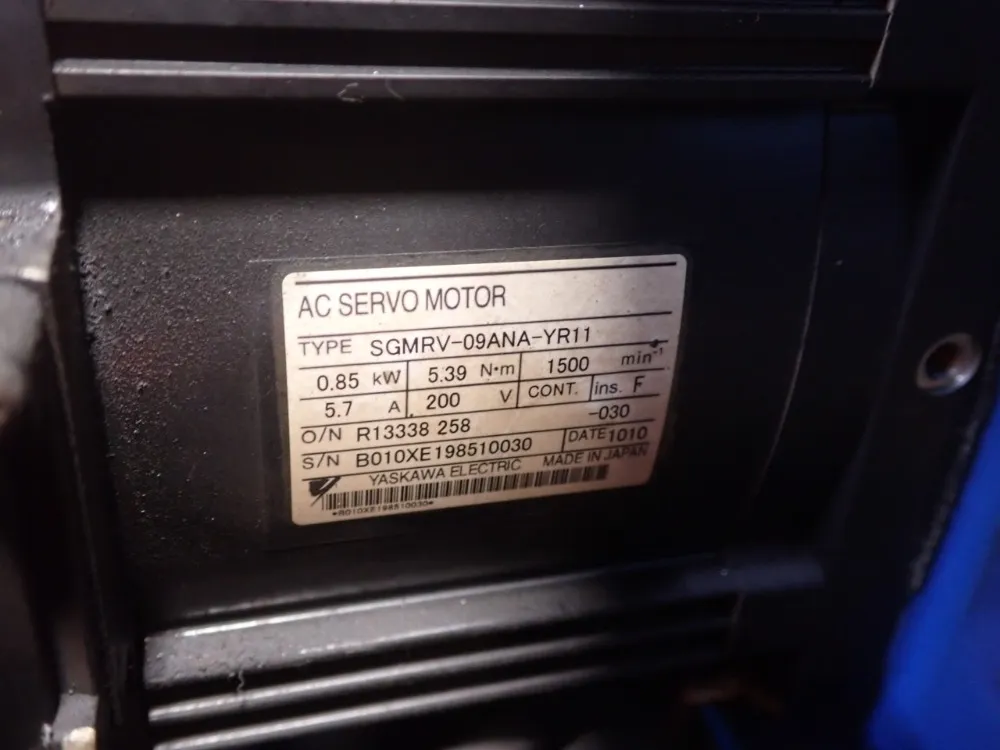 AC SERVO MOTOR
TYPE SGMRV-09ANA-YR11
0.85 kW 5.39 N·m 1500 min⁻¹
5.7 A 200 V CONT. ins. F
O/N R13338 258 -030
S/N B010XE198510030 DATE 1010
YASKAWA ELECTRIC MADE IN JAPAN
*B010XE198510030*